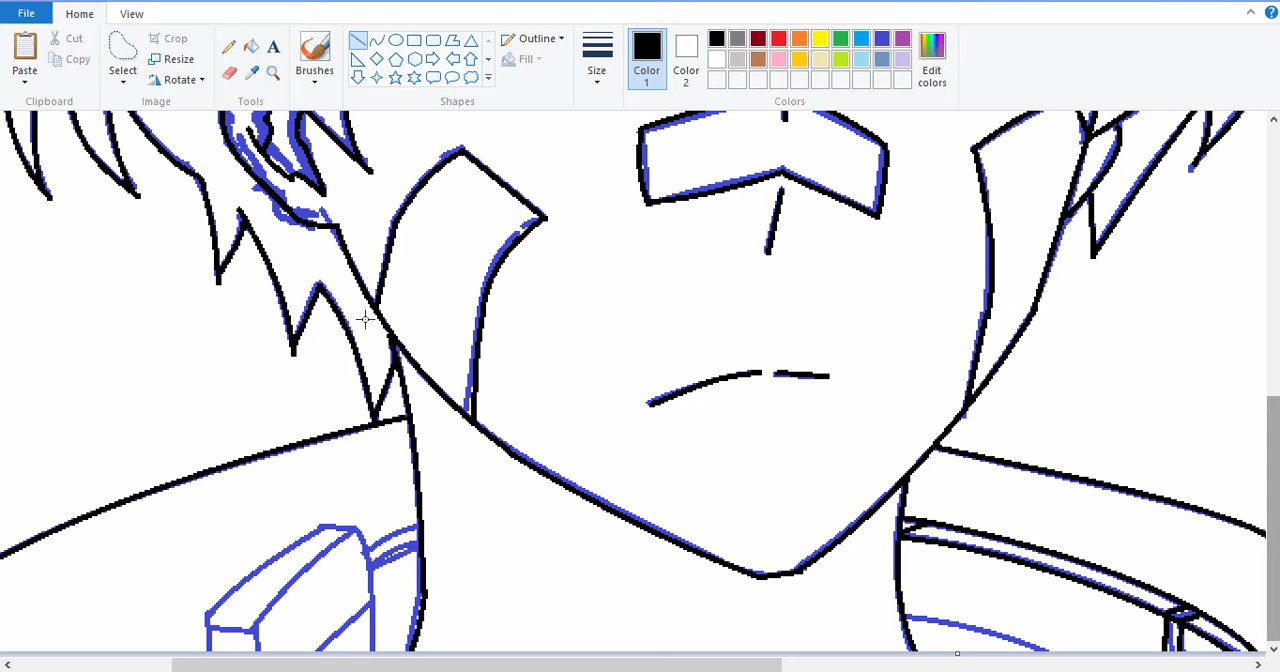 File Home View
Paste Cut Copy
Clipboard
Select Crop Resize Rotate
Image
Tools
Brushes
Outline Fill
Shapes
Size
Color 1 Color 2
Edit colors
Colors